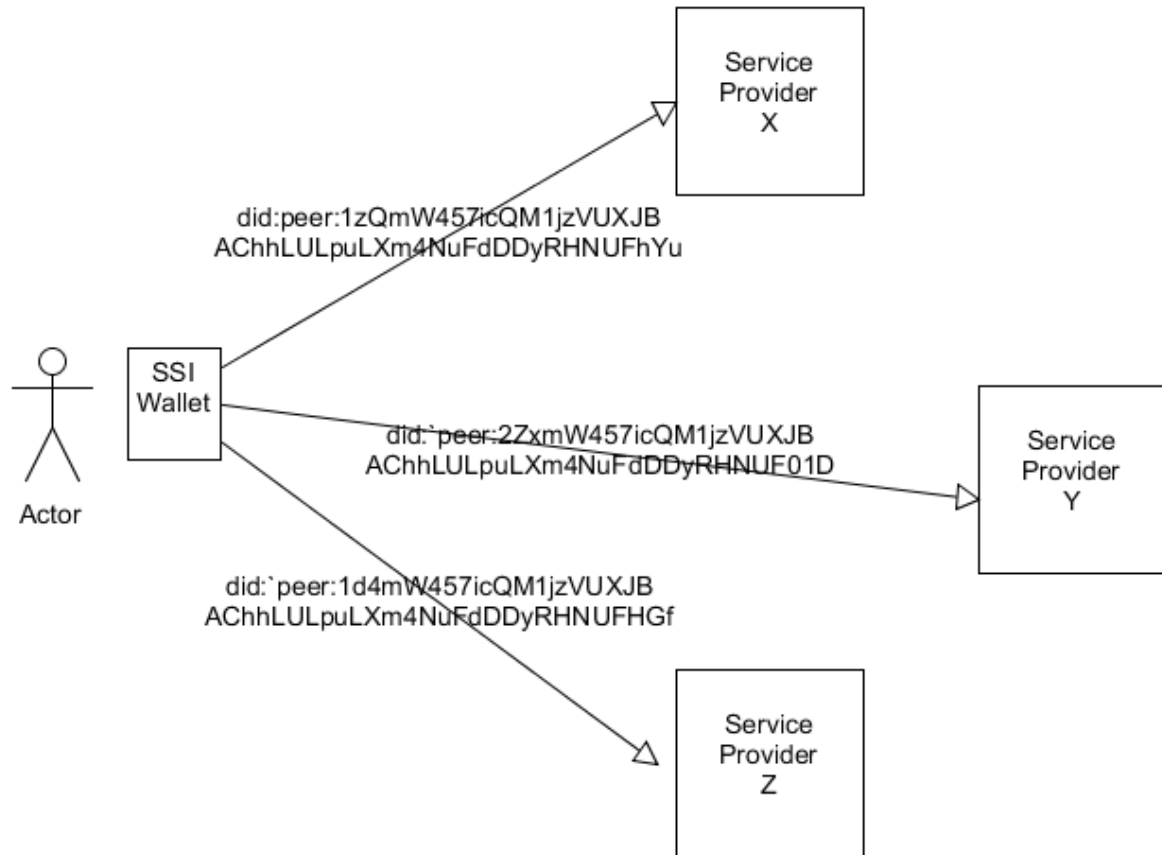 Service
Provider
X
did:peer:1zQmW457icQM1jzVUXJB
AChhLULpuLXm4NuFdDDyRHNUFhYu
SSI
Wallet
Actor
did:`peer:2ZxmW457icQM1jzVUXJB
AChhLULpuLXm4NuFdDDyRHNUF01D
Service
Provider
Y
did:`peer:1d4mW457icQM1jzVUXJB
AChhLULpuLXm4NuFdDDyRHNUFHGf
Service
Provider
Z